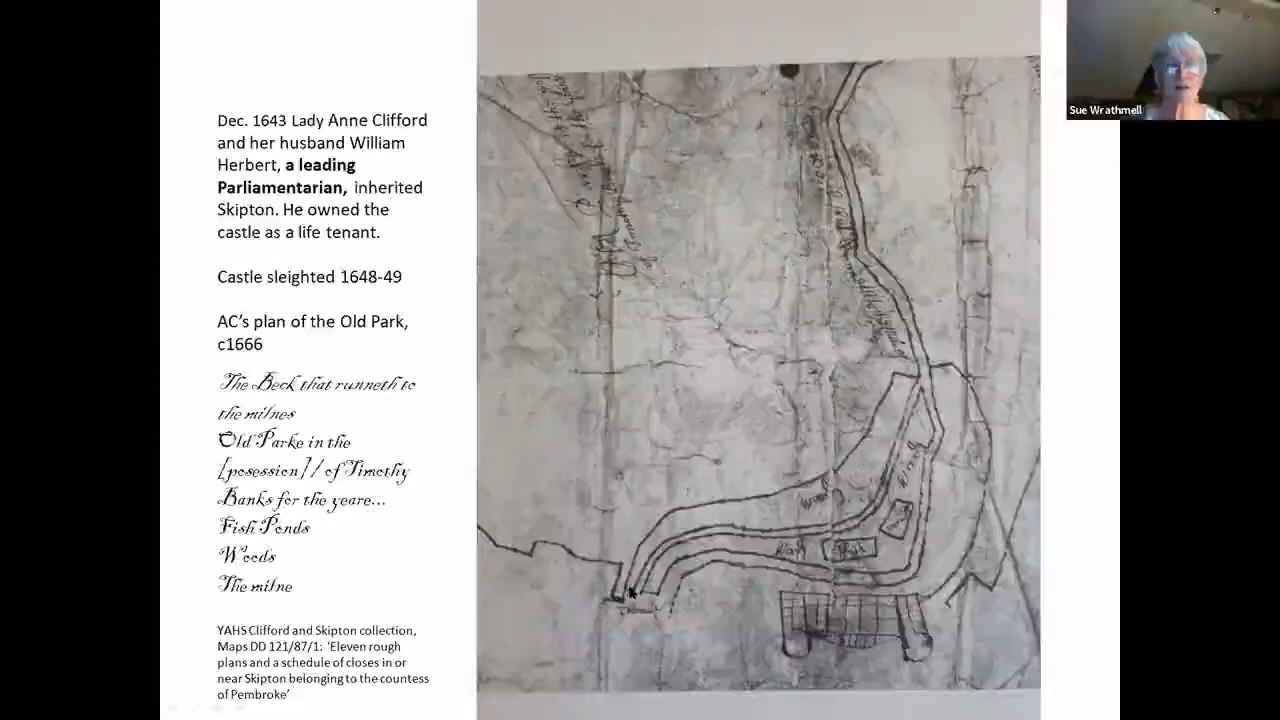 Dec. 1643 Lady Anne Clifford
and her husband William
Herbert, a leading
Parliamentarian, inherited
Skipton. He owned the
castle as a life tenant.
Castle sleighted 1648-49
AC's plan of the Old Park,
c1666
The Beck that runneth to
the milnes
Old Parke in the
[posession]// of Timothy
Banks for the yeare...
Fish Ponds
Woods
The milne
YAHS Clifford and Skipton collection,
Maps DD 121/87/1: 'Eleven rough
plans and a schedule of closes in or
near Skipton belonging to the countess
of Pembroke'
Sue Wrathmell